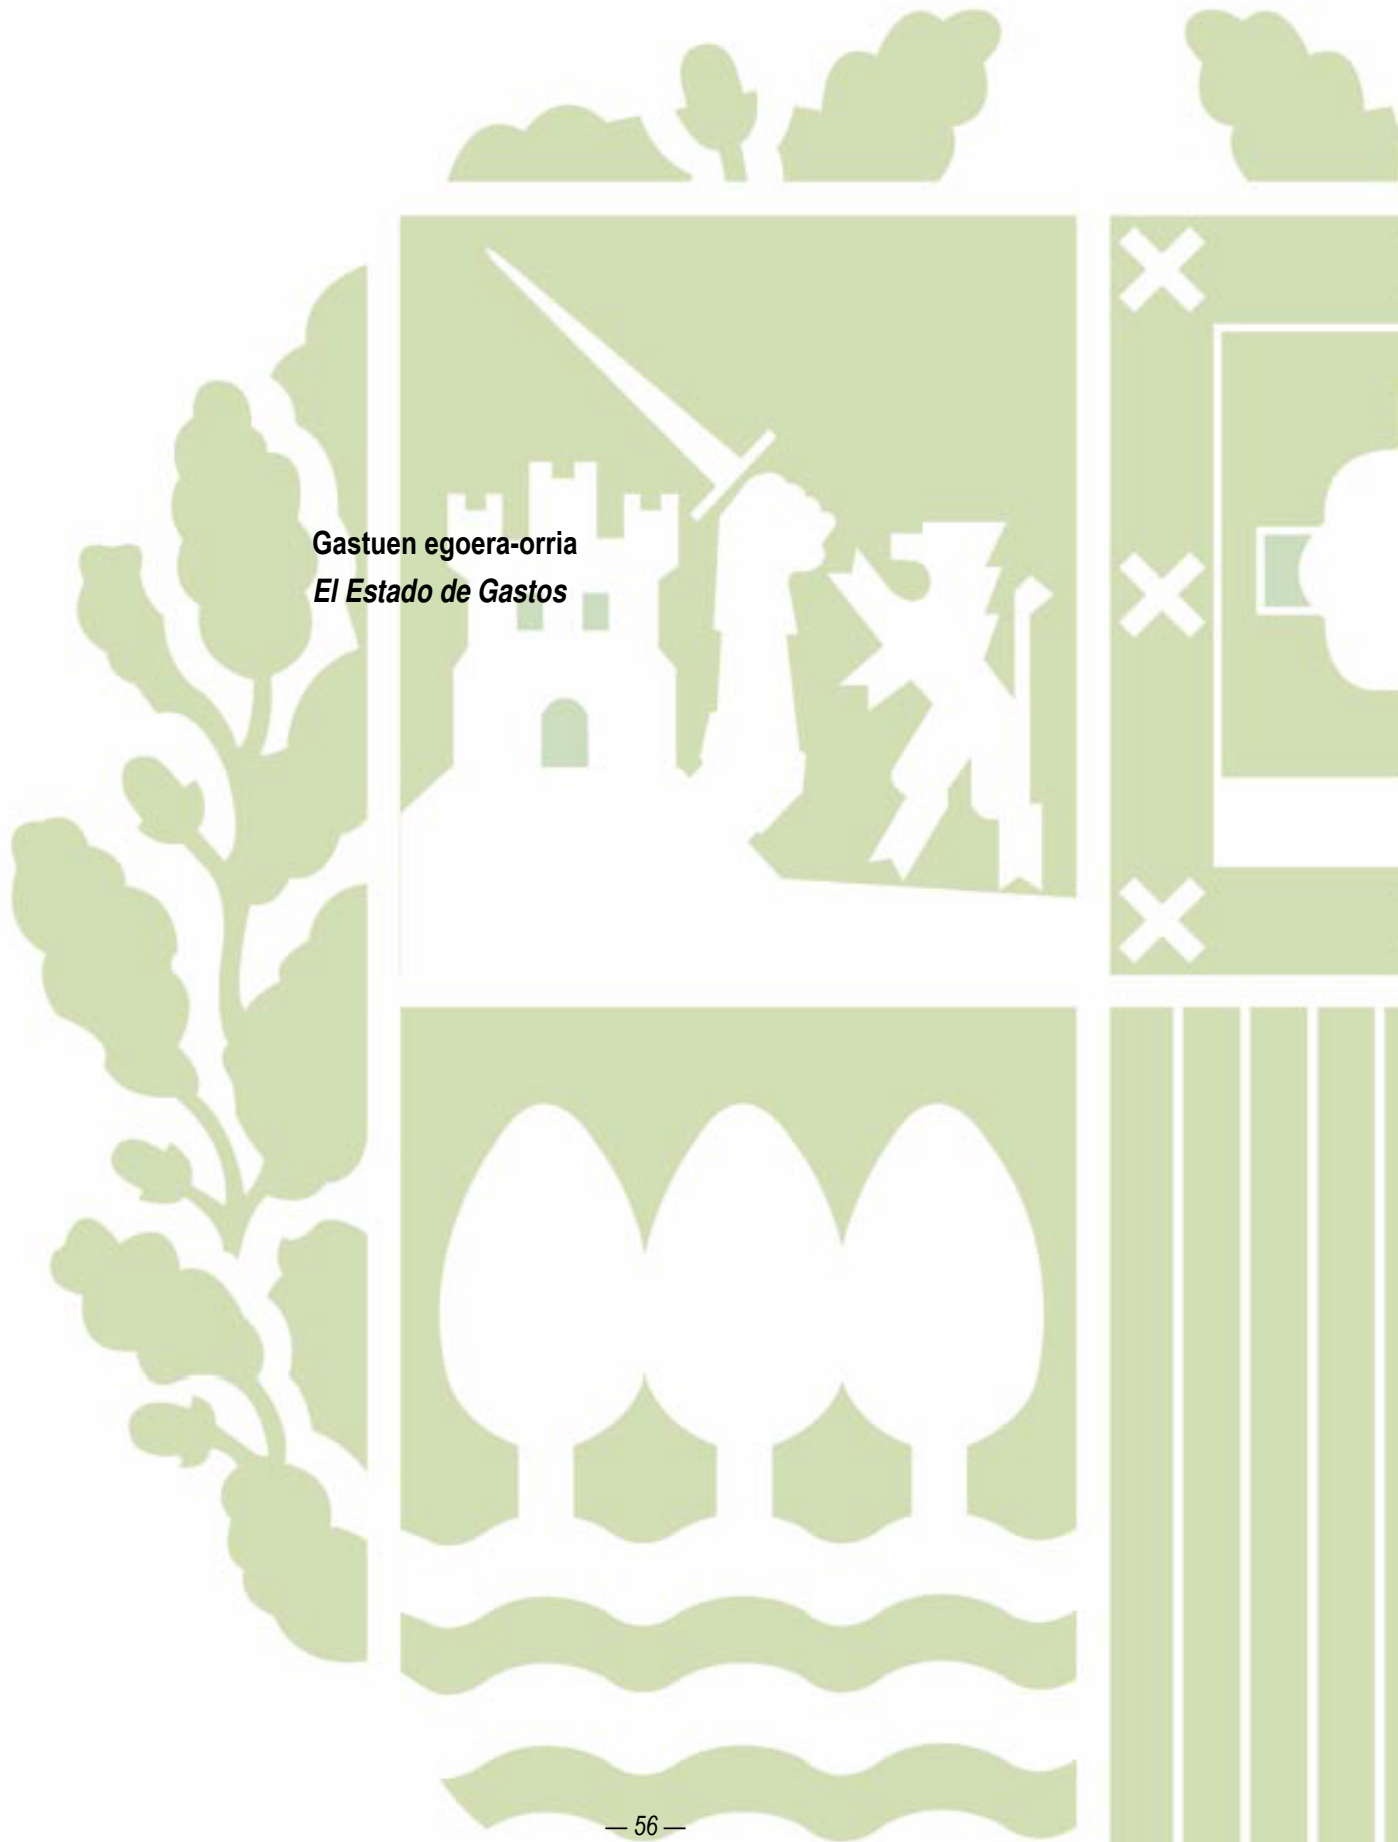 Gastuen egoera-orria
El Estado de Gastos
— 56 —